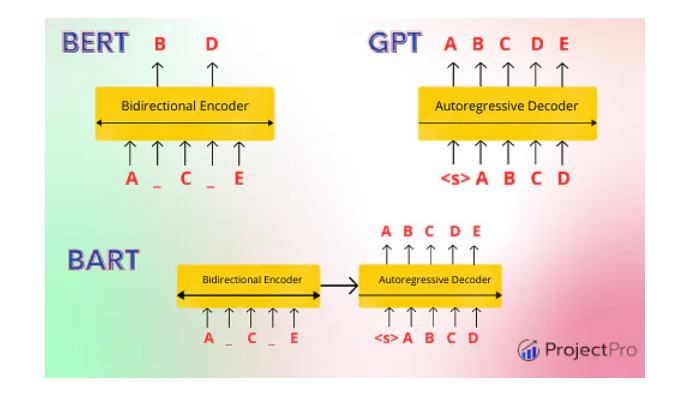 BERT
B D
Bidirectional Encoder
A _ C _ E
GPT
A B C D E
Autoregressive Decoder
<s> A B C D
BART
Bidirectional Encoder
A _ C _ E
A B C D E
Autoregressive Decoder
<s> A B C D
ProjectPro